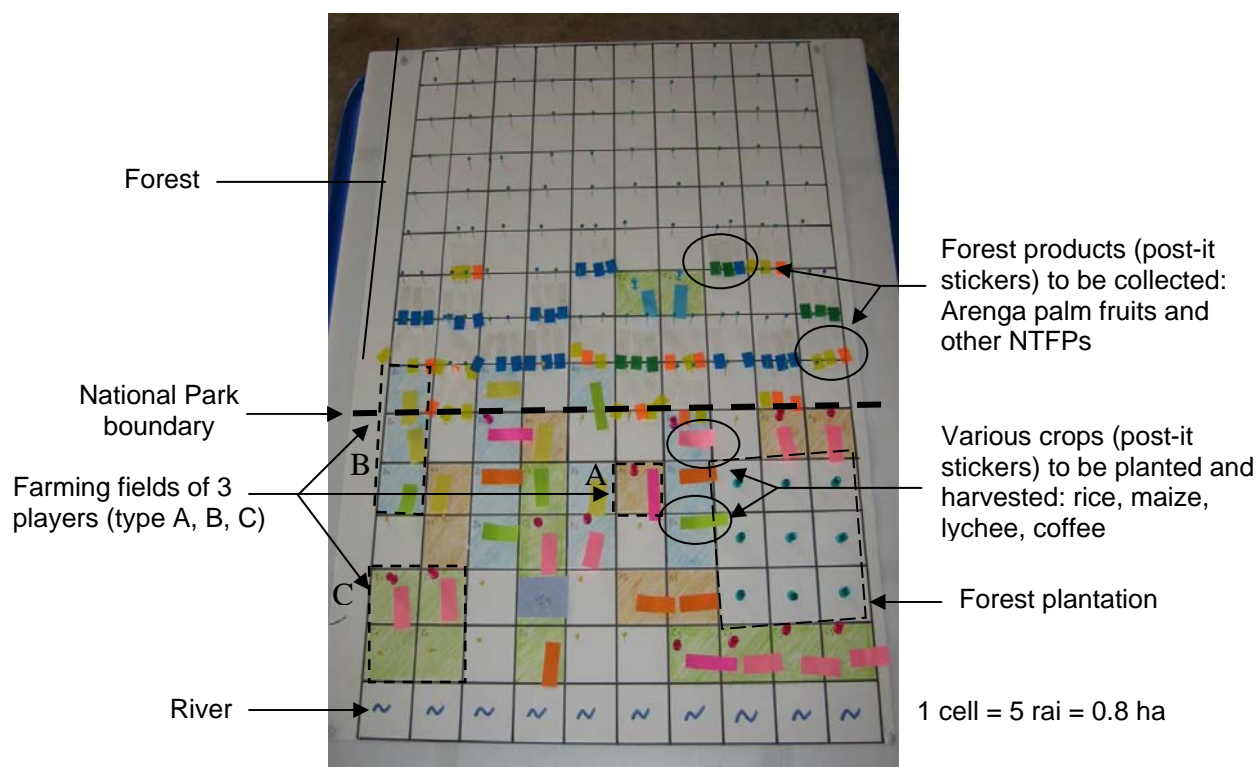 Forest
Forest products (post-it
stickers) to be collected:
Arenga palm fruits and
other NTFPs
National Park
boundary
Various crops (post-it
stickers) to be planted and
harvested: rice, maize,
lychee, coffee
A
B
Farming fields of 3
players (type A, B, C)
C
Forest plantation
River
1 cell = 5 rai = 0.8 ha